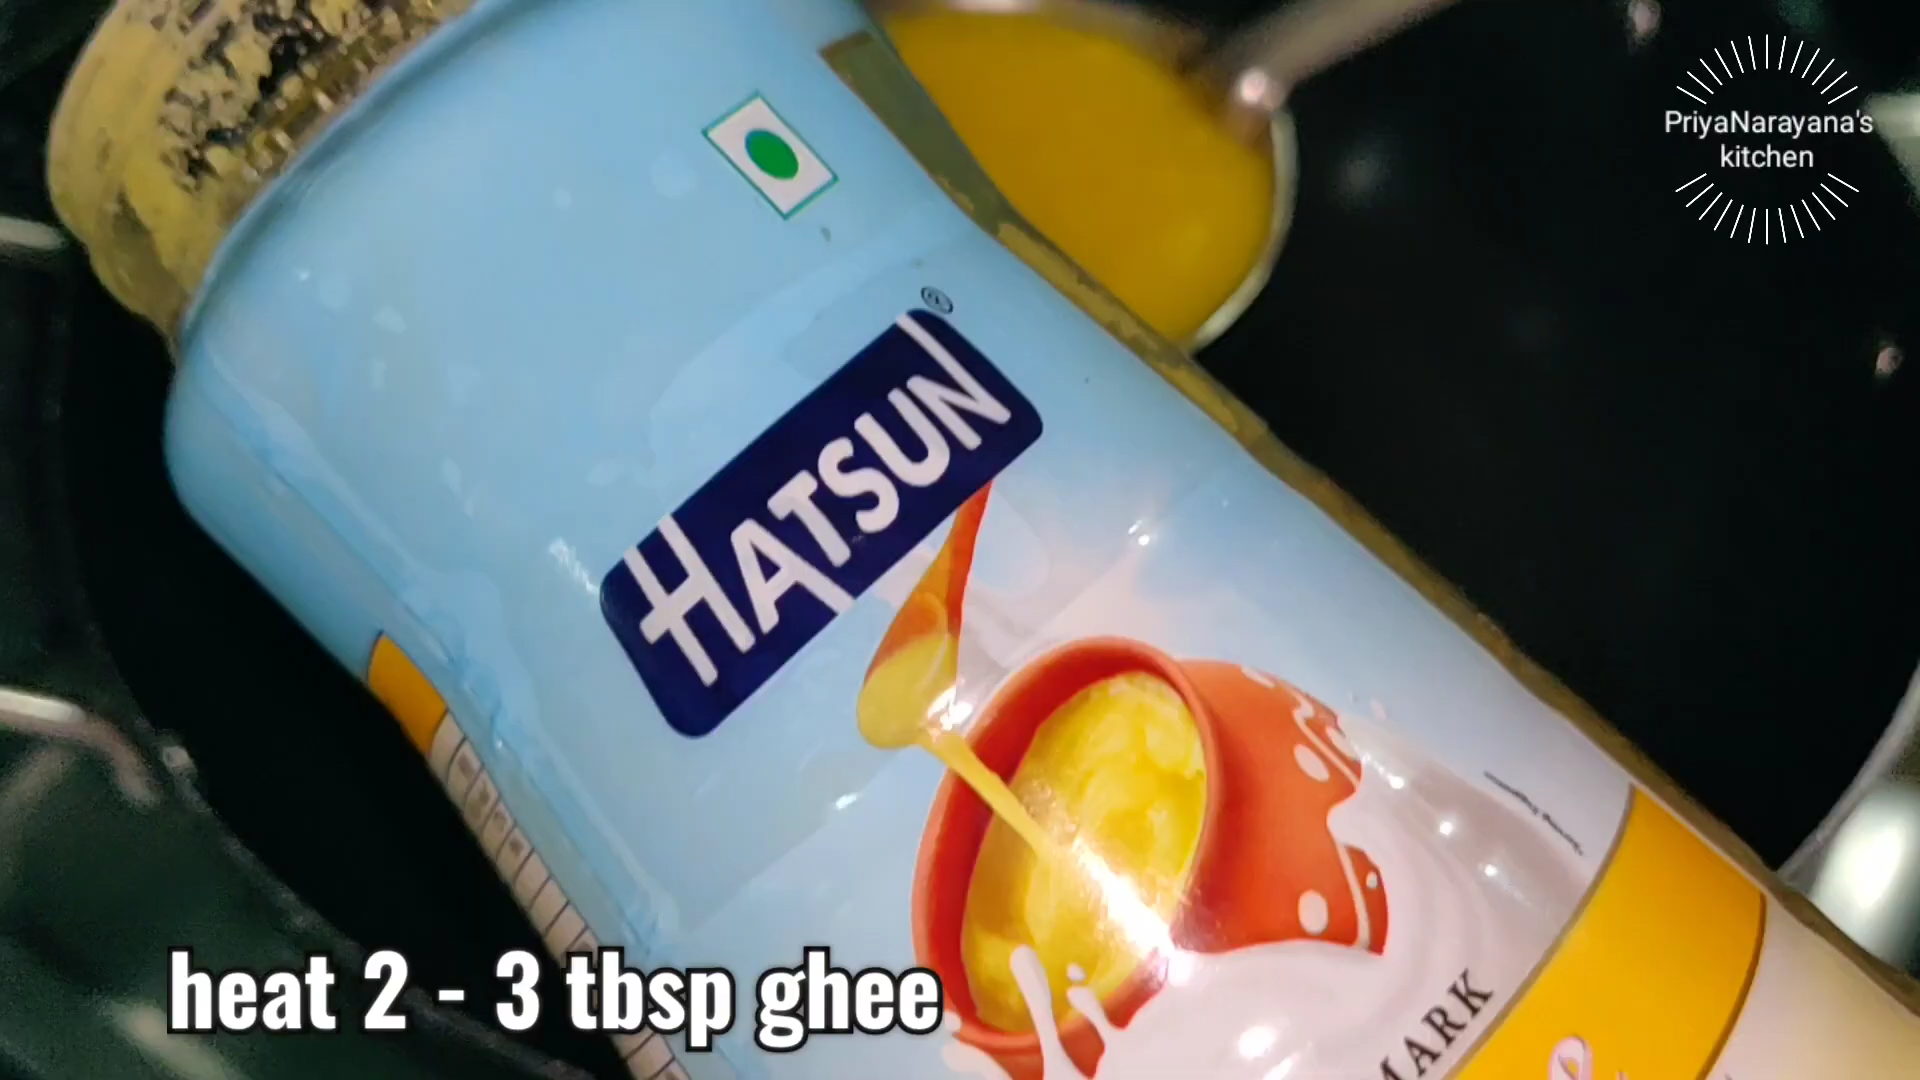 PriyaNarayana's
kitchen
HATSUN®
MARK
heat 2 - 3 tbsp ghee